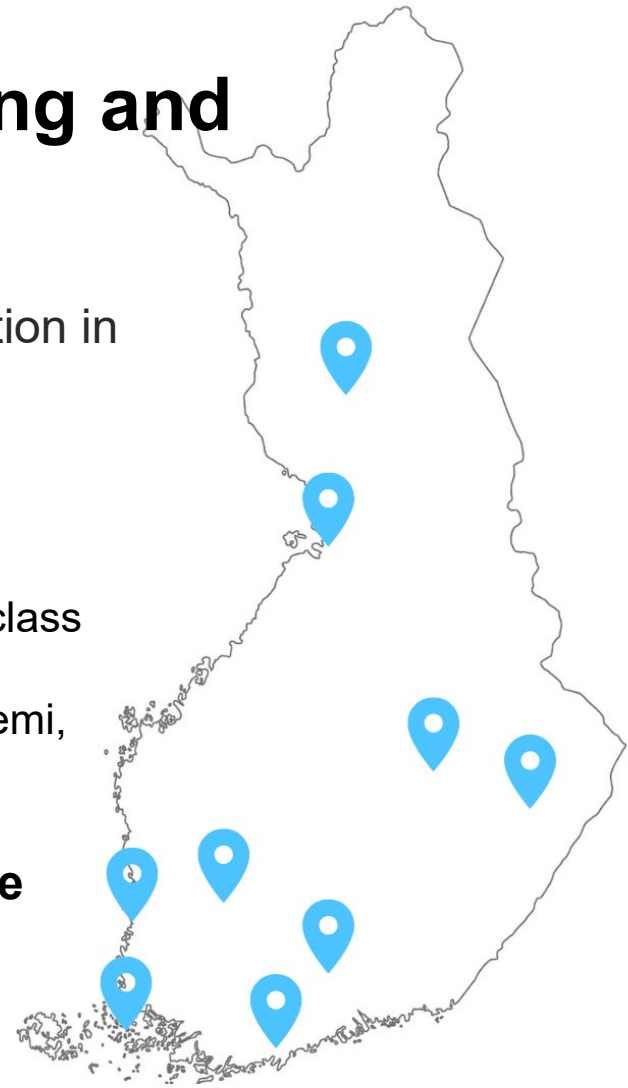 ng and
tion in
class
emi,
e